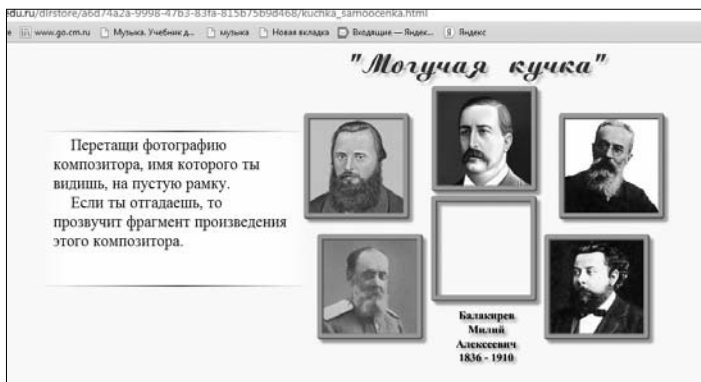 edu.ru/dlrstore/a6d74a2a-9998-47b3-83fa-815b75b9d468/kuchka_samoocenka.html
е www.go.cm.ru Музыка. Учебник д... музыка Новая вкладка Входящие — Яндек... Яндекс
"Могучая кучка"
Перетащи фотографию
композитора, имя которого ты
видишь, на пустую рамку.
Если ты отгадаешь, то
прозвучит фрагмент произведения
этого композитора.
Балакирев
Милий
Алексеевич
1836 - 1910